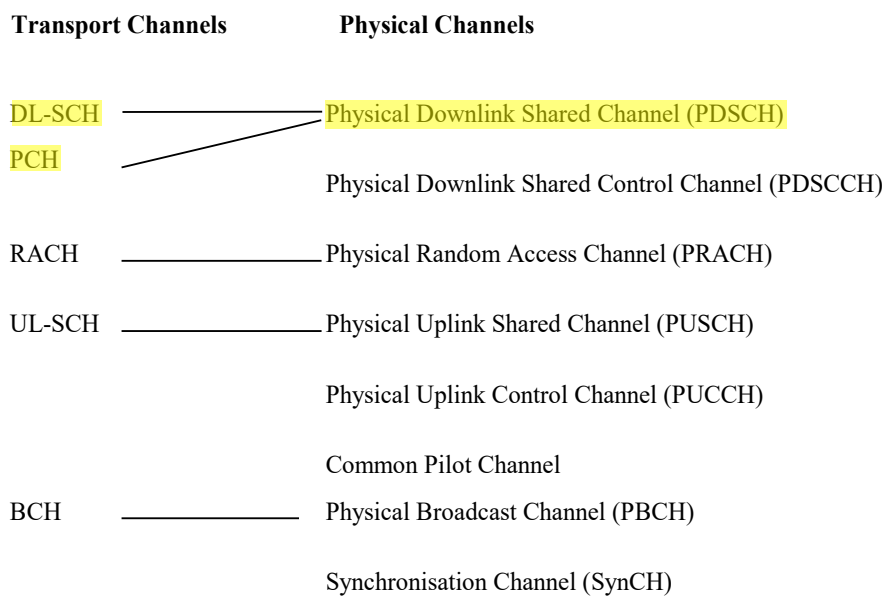 Transport Channels Physical Channels
DL-SCH Physical Downlink Shared Channel (PDSCH)
PCH
Physical Downlink Shared Control Channel (PDSCCH)
RACH Physical Random Access Channel (PRACH)
UL-SCH Physical Uplink Shared Channel (PUSCH)
Physical Uplink Control Channel (PUCCH)
Common Pilot Channel
BCH Physical Broadcast Channel (PBCH)
Synchronisation Channel (SynCH)